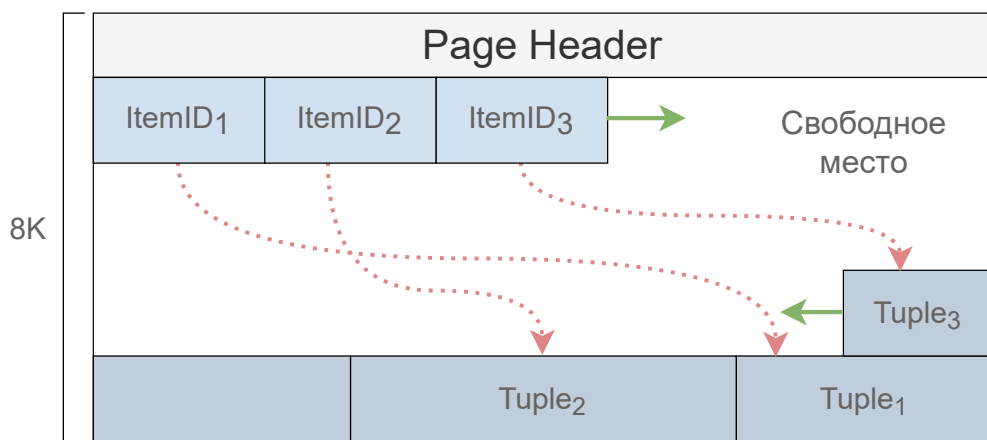 Page Header
ItemID1 ItemID2 ItemID3
Свободное
место
8K
Tuple3
Tuple2 Tuple1